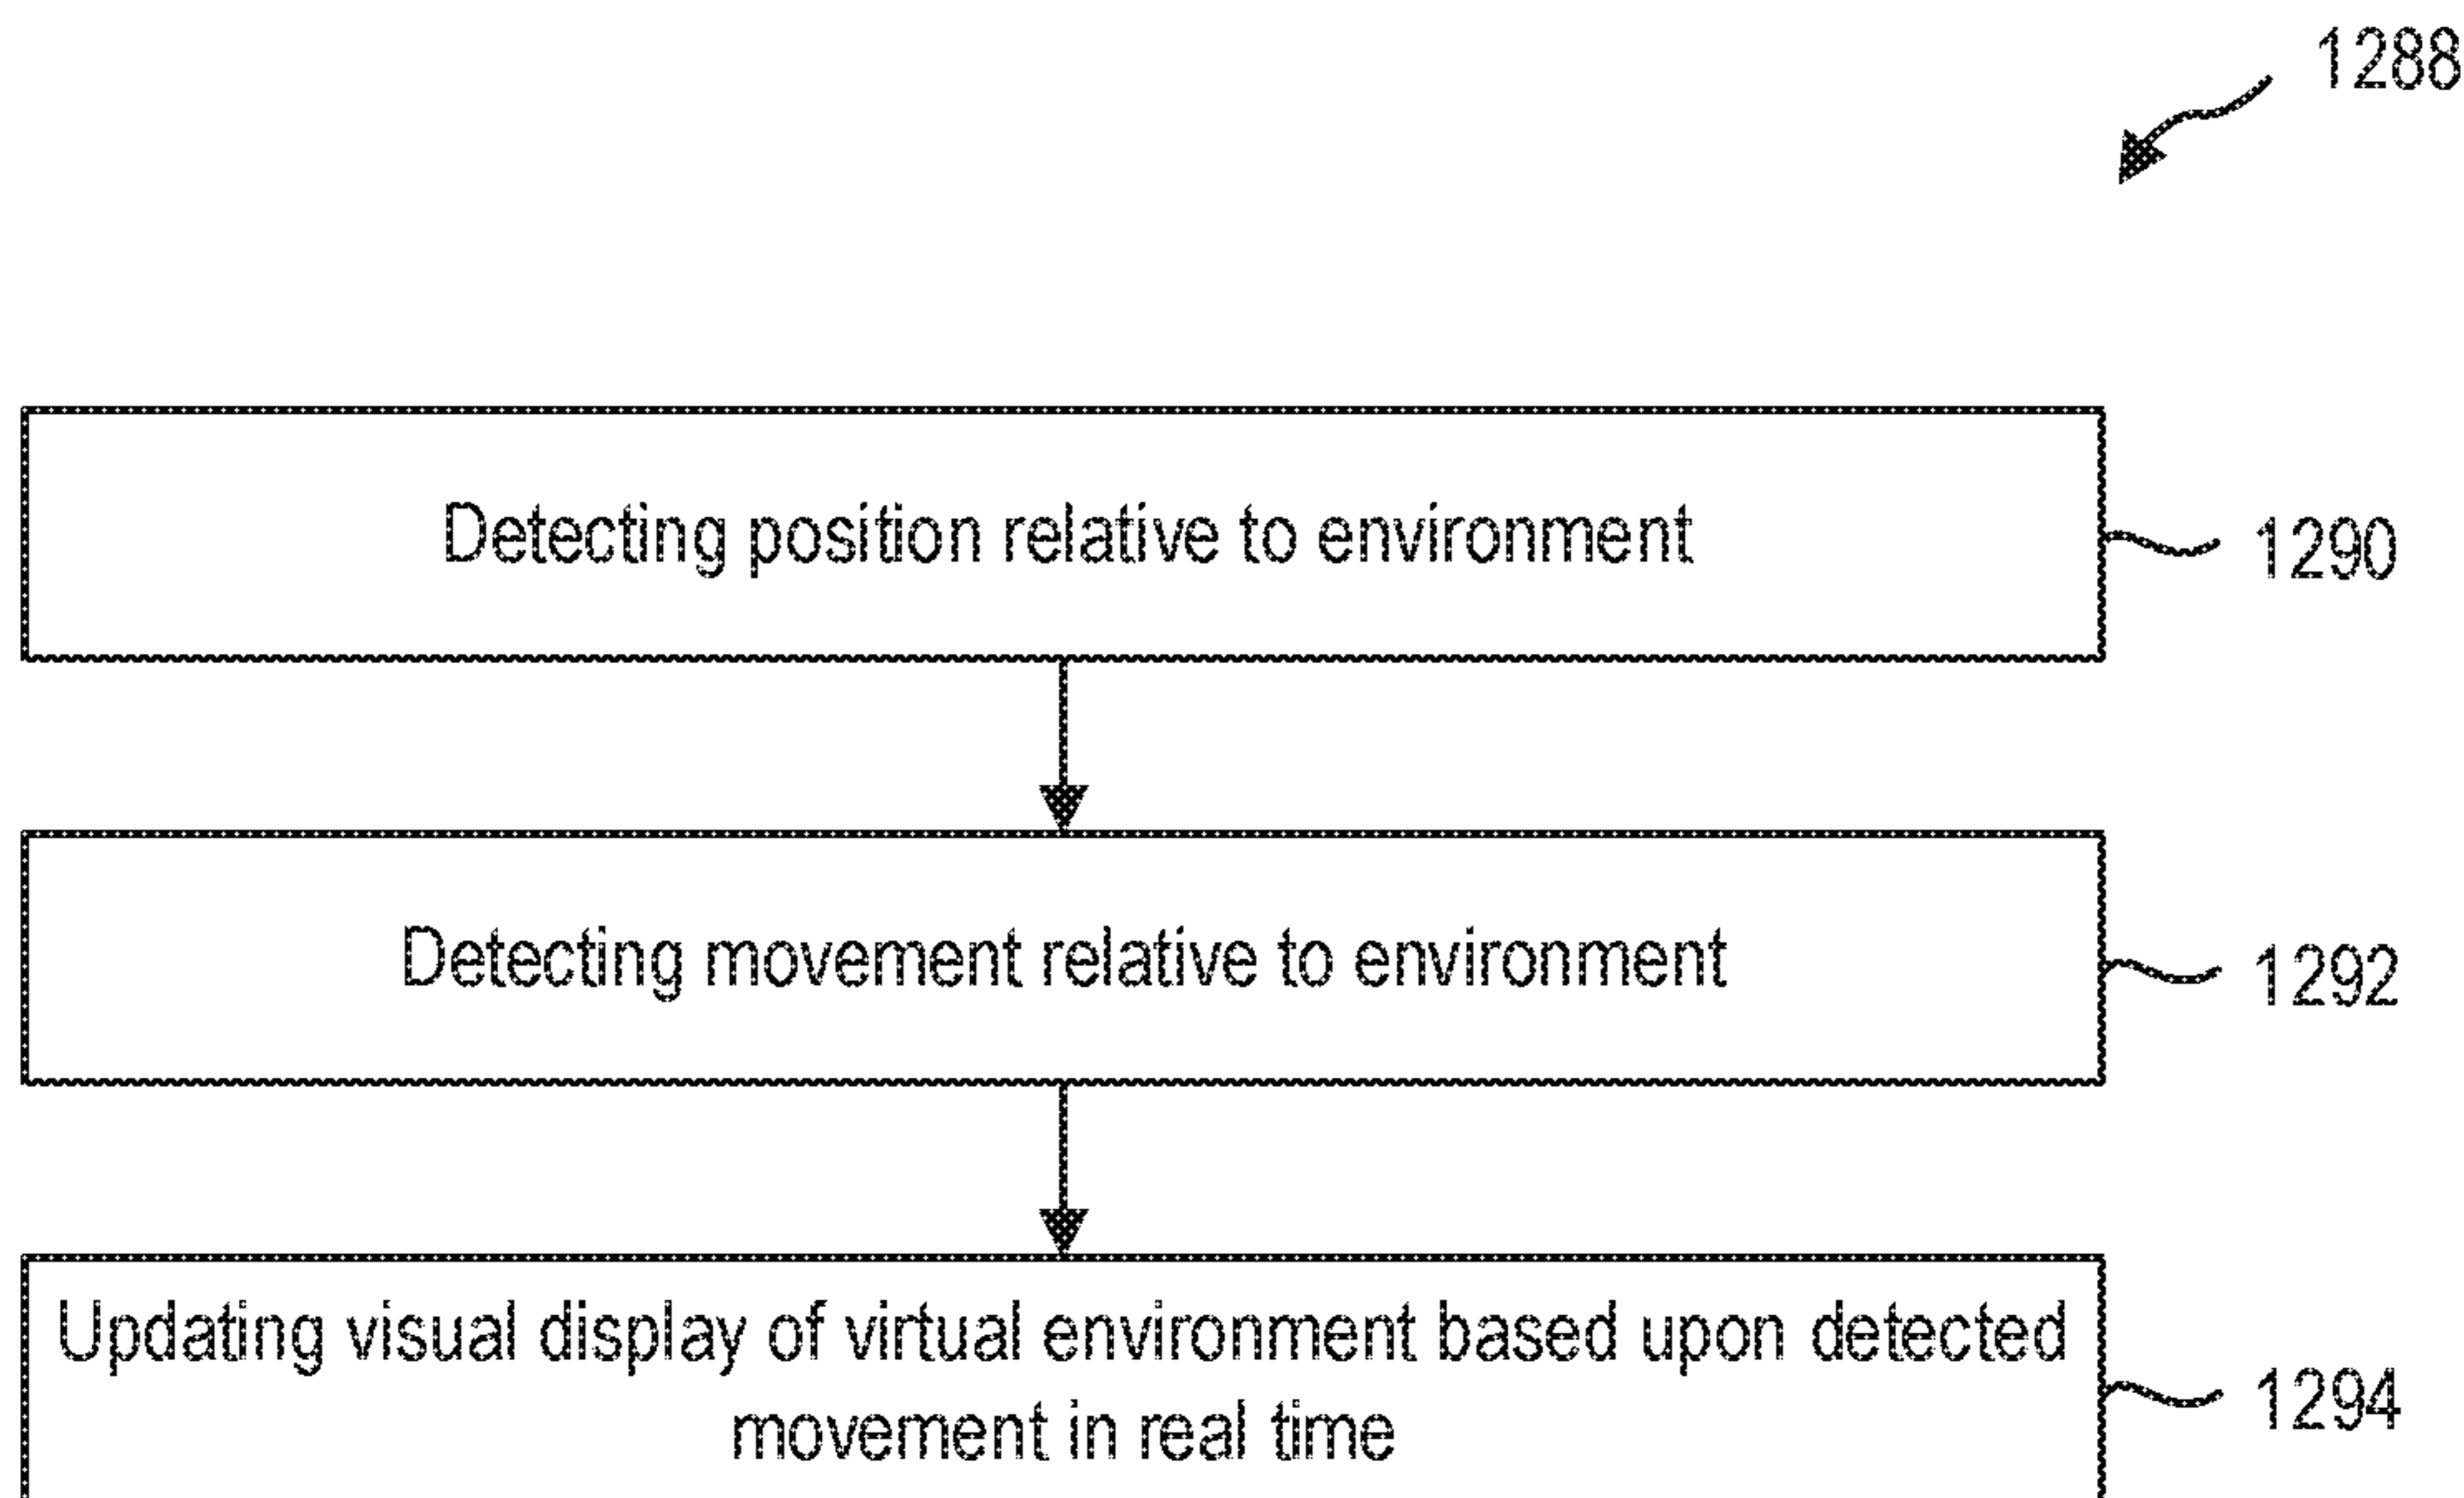 1288
Detecting position relative to environment
1290
Detecting movement relative to environment
1292
Updating visual display of virtual environment based upon detected
movement in real time
1294